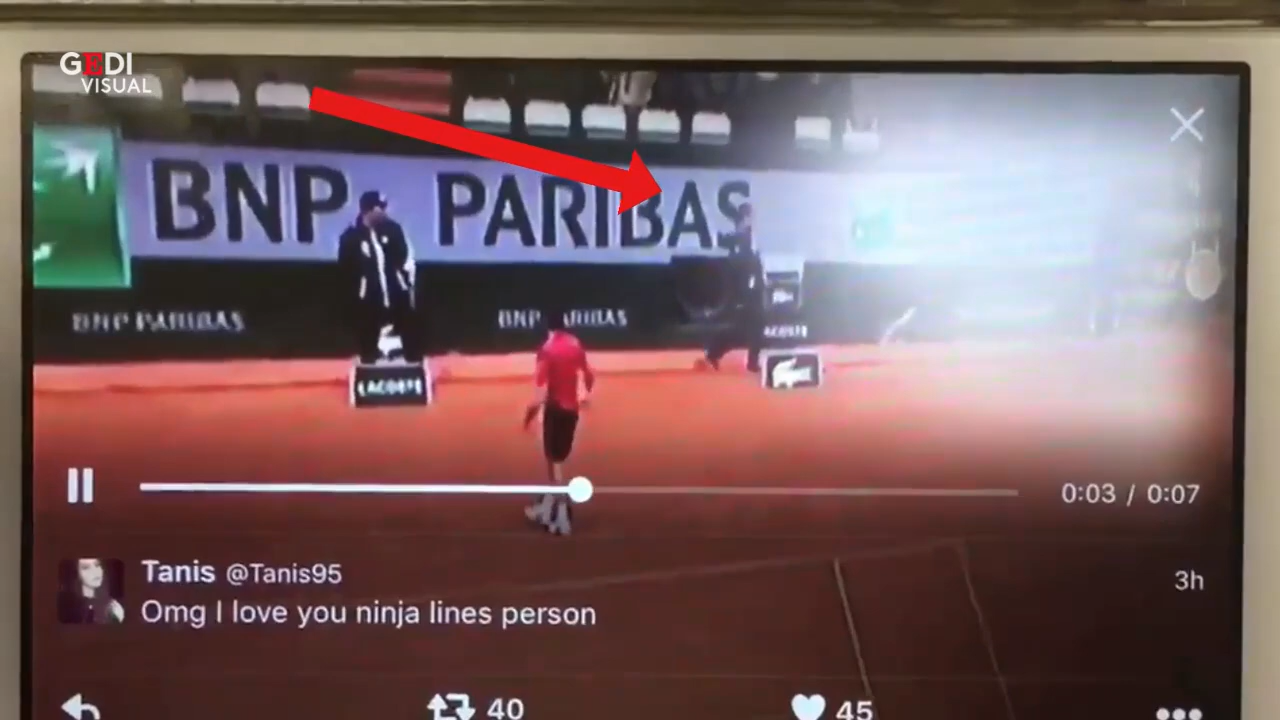 GEDI
VISUAL
BNP PARIBAS
BNP PARIBAS
BNP
LACOSTE
0:03 / 0:07
Tanis @Tanis95
3h
Omg I love you ninja lines person
40
45